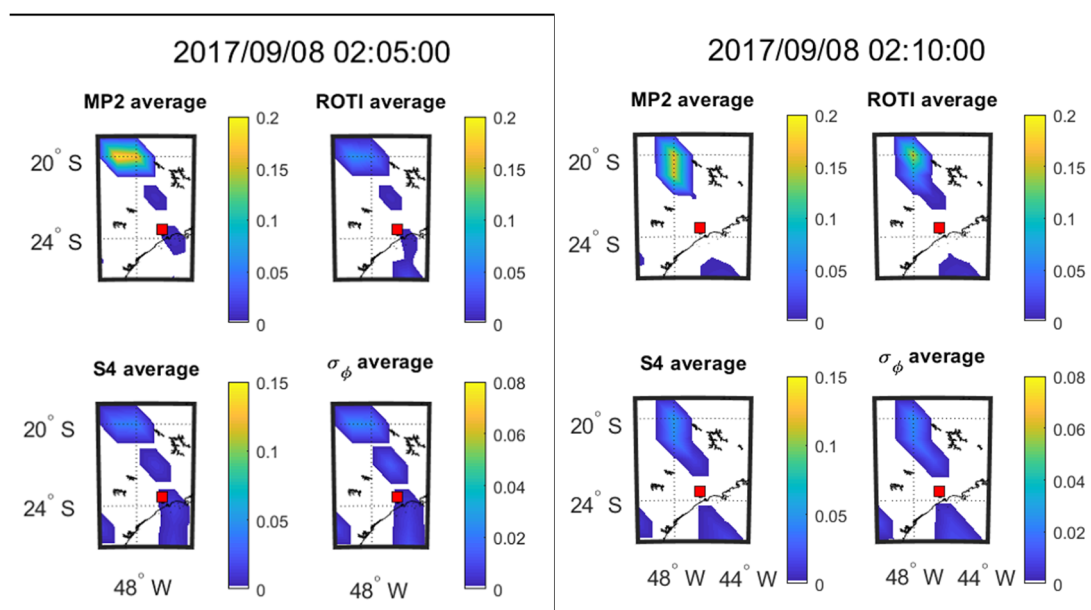 2017/09/08 02:05:00
MP2 average
ROTI average
0.2
0.15
0.1
0.05
0
20° S
24° S
0.2
0.15
0.1
0.05
0
S4 average
σϕ average
0.15
0.1
0.05
0
20° S
24° S
48° W
0.08
0.06
0.04
0.02
0
48° W
2017/09/08 02:10:00
MP2 average
ROTI average
0.2
0.15
0.1
0.05
0
20° S
24° S
0.2
0.15
0.1
0.05
0
S4 average
σϕ average
0.15
0.1
0.05
0
20° S
24° S
48° W 44° W
0.08
0.06
0.04
0.02
0
48° W 44° W